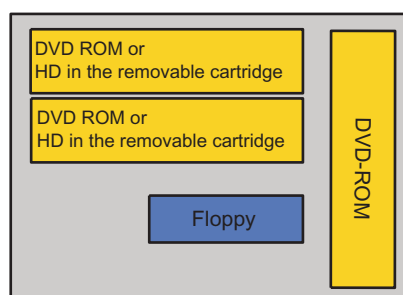 DVD ROM or
HD in the removable cartridge
DVD ROM or
HD in the removable cartridge
DVD-ROM
Floppy